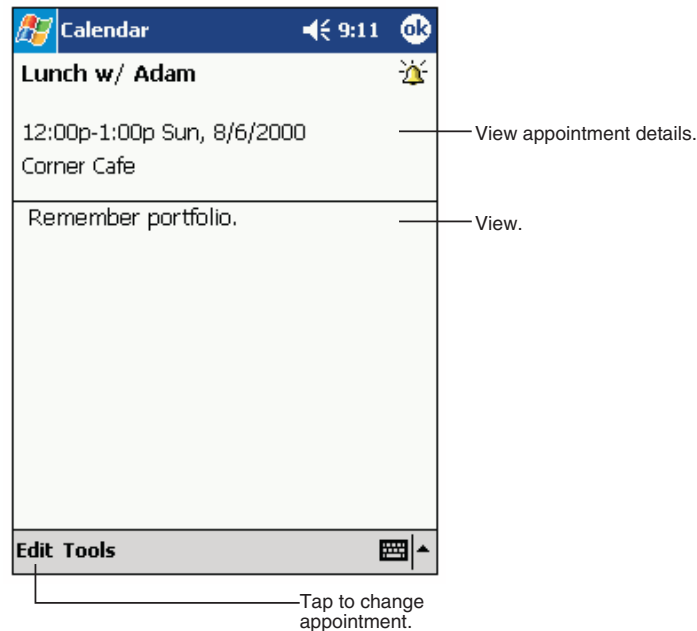 Calendar 9:11 ok
Lunch w/ Adam
12:00p-1:00p Sun, 8/6/2000
View appointment details.
Corner Cafe
Remember portfolio.
View.
Edit Tools
Tap to change
appointment.